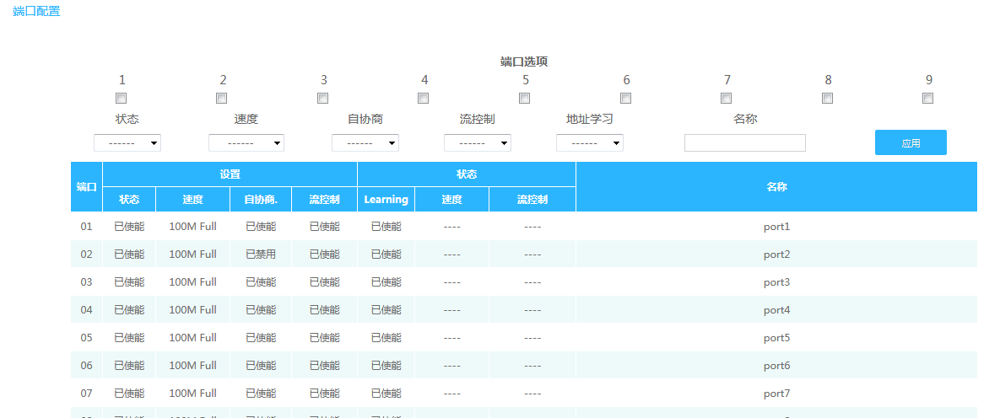 端口配置
端口选项
1 2 3 4 5 6 7 8 9
状态 速度 自协商 流控制 地址学习 名称
------ ------ ------ ------ ------ 应用
端口 设置 状态 名称
状态 速度 自协商. 流控制 Learning 速度 流控制
01 已使能 100M Full 已使能 已使能 已使能 ---- ---- port1
02 已使能 100M Full 已禁用 已使能 已使能 ---- ---- port2
03 已使能 100M Full 已使能 已使能 已使能 ---- ---- port3
04 已使能 100M Full 已使能 已使能 已使能 ---- ---- port4
05 已使能 100M Full 已使能 已使能 已使能 ---- ---- port5
06 已使能 100M Full 已使能 已使能 已使能 ---- ---- port6
07 已使能 100M Full 已使能 已使能 已使能 ---- ---- port7